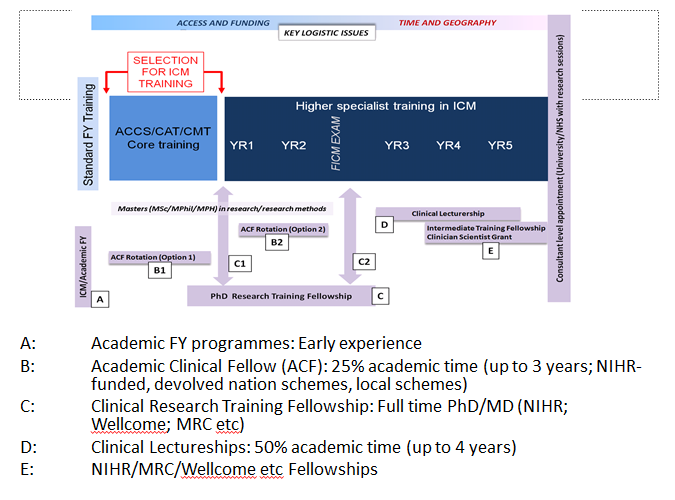 ACCESS AND FUNDING
TIME AND GEOGRAPHY
KEY LOGISTIC ISSUES
SELECTION
FOR ICM
TRAINING
Standard FY Training
ACCS/CAT/CMT
Core training
Higher specialist training in ICM
YR1
YR2
FICM EXAM
YR3
YR4
YR5
Consultant level appointment (University/NHS with research sessions)
Masters (MSc/MPhil/MPH) in research/research methods
Clinical Lecturership
D
ACF Rotation (Option 2)
B2
Intermediate Training Fellowship
Clinician Scientist Grant
E
ICM/Academic FY
A
ACF Rotation (Option 1)
B1
C1
C2
PhD Research Training Fellowship
C
A: Academic FY programmes: Early experience
B: Academic Clinical Fellow (ACF): 25% academic time (up to 3 years; NIHR-
funded, devolved nation schemes, local schemes)
C: Clinical Research Training Fellowship: Full time PhD/MD (NIHR;
Wellcome; MRC etc)
D: Clinical Lectureships: 50% academic time (up to 4 years)
E: NIHR/MRC/Wellcome etc Fellowships